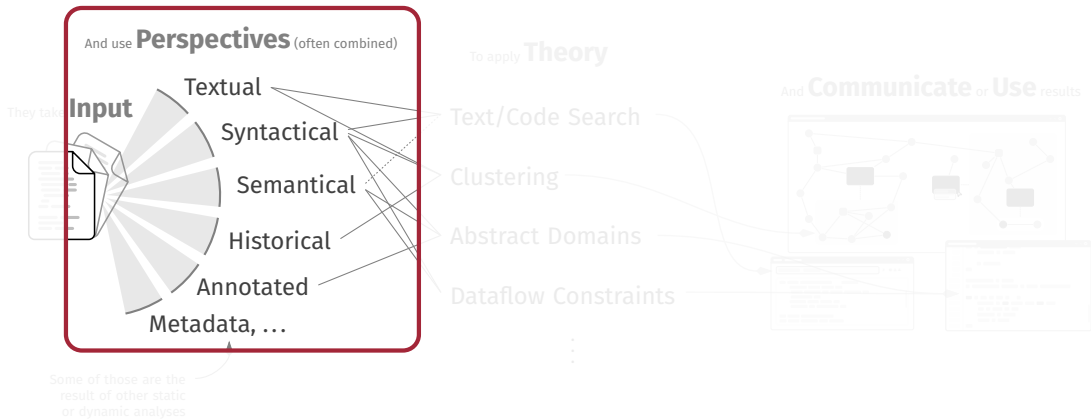 And use Perspectives (often combined)
To apply Theory
And Communicate or Use results
They take Input
Textual
Syntactical
Semantical
Historical
Annotated
Metadata, ...
Text/Code Search
Clustering
Abstract Domains
Dataflow Constraints
⋮
Some of those are the
result of other static
or dynamic analyses